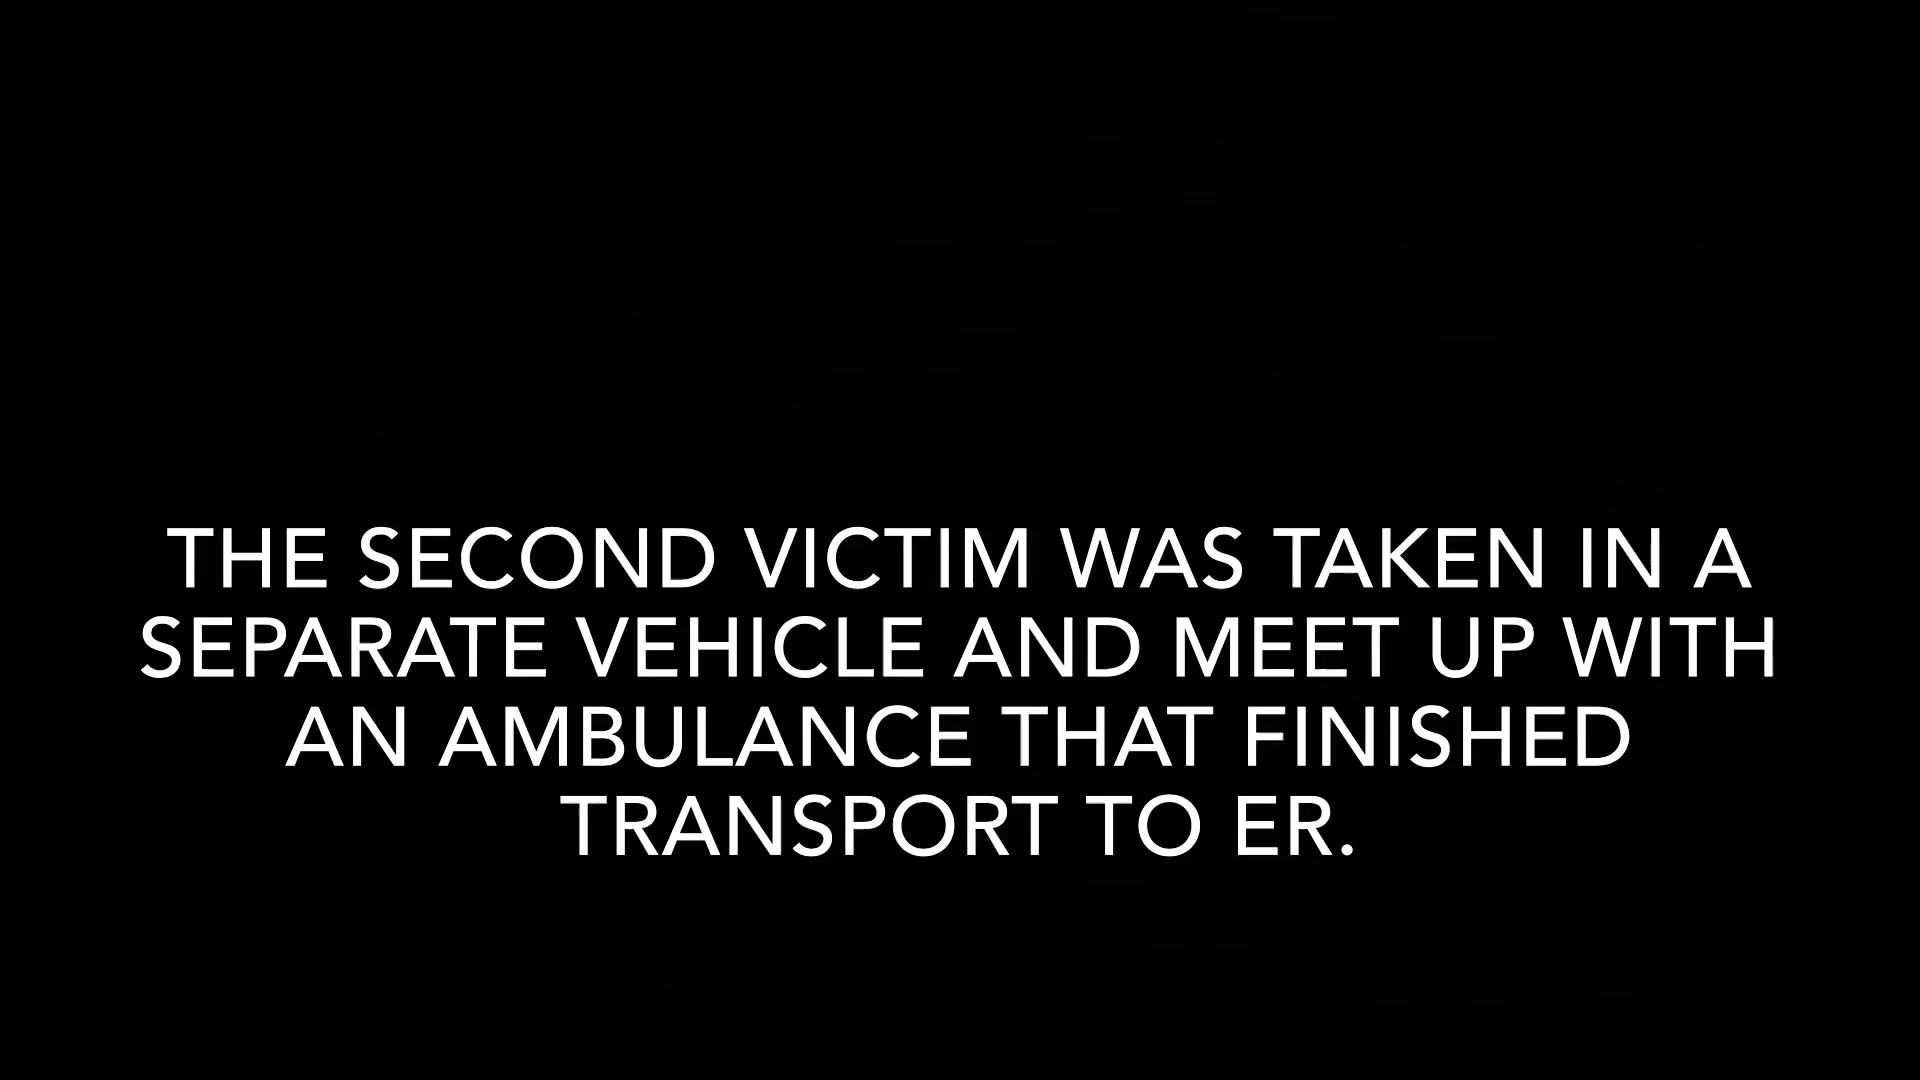 THE SECOND VICTIM WAS TAKEN IN A
SEPARATE VEHICLE AND MEET UP WITH
AN AMBULANCE THAT FINISHED
TRANSPORT TO ER.